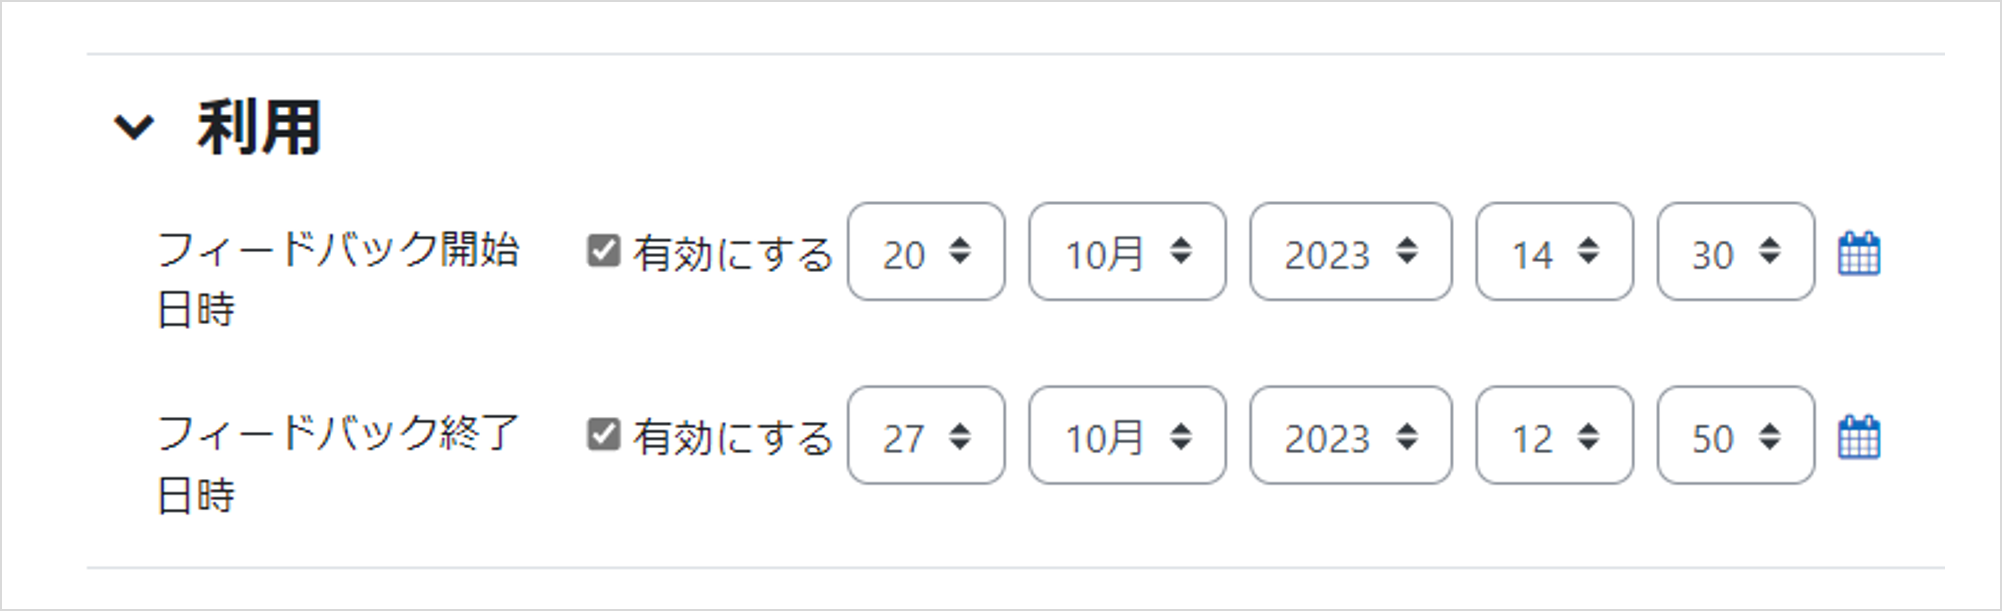 利用
フィードバック開始 有効にする 20 10月 2023 14 30
日時
フィードバック終了 有効にする 27 10月 2023 12 50
日時